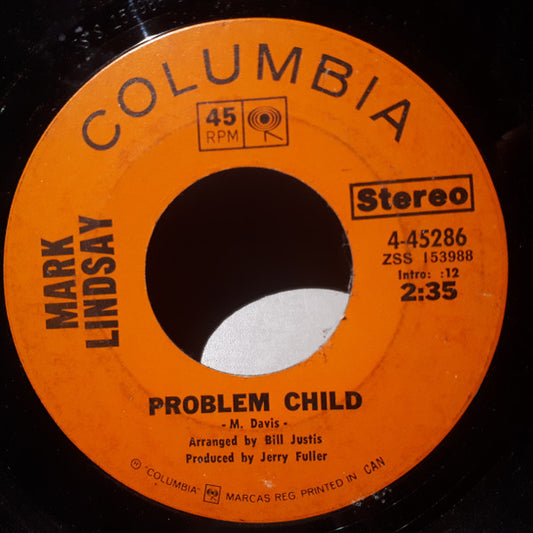 COLUMBIA
45
RPM
Stereo
MARK
LINDSAY
4-45286
ZSS 153988
Intro: :12
2:35
PROBLEM CHILD
- M. Davis -
Arranged by Bill Justis
Produced by Jerry Fuller
® "COLUMBIA" MARCAS REG. PRINTED IN CAN